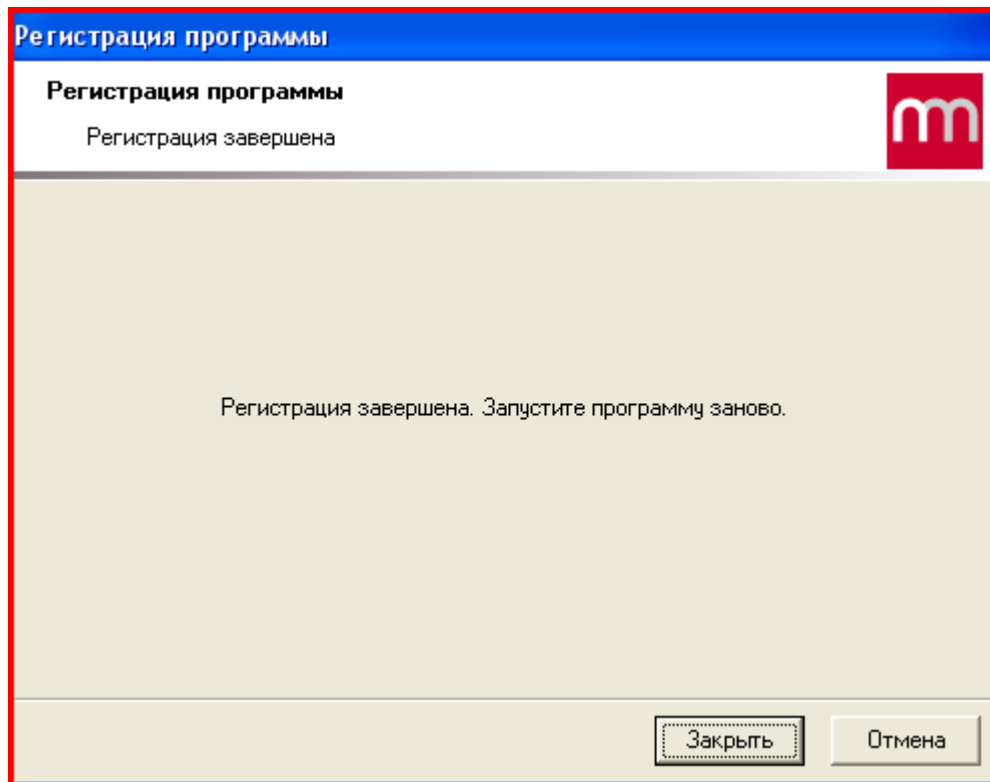 Регистрация программы
Регистрация программы
Регистрация завершена
Регистрация завершена. Запустите программу заново.
Закрыть
Отмена